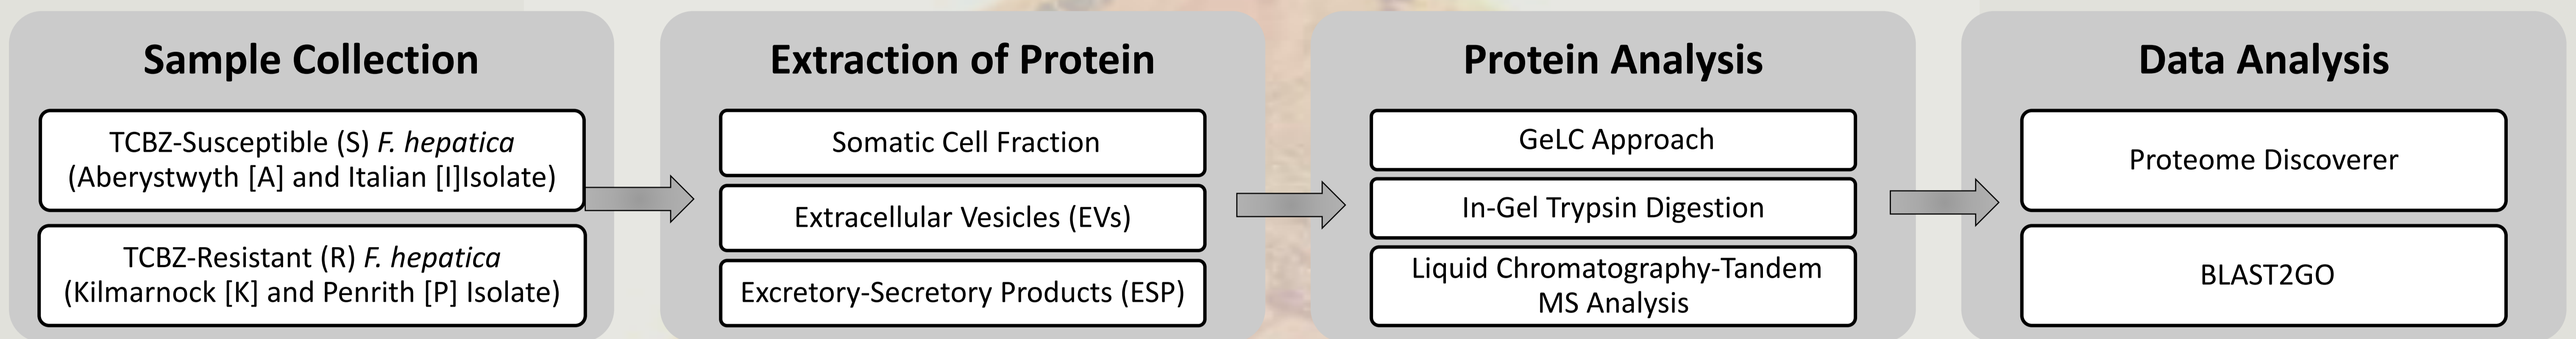 Sample Collection
TCBZ-Susceptible (S) F. hepatica
(Aberystwyth [A] and Italian [I]Isolate)
TCBZ-Resistant (R) F. hepatica
(Kilmarnock [K] and Penrith [P] Isolate)
Extraction of Protein
Somatic Cell Fraction
Extracellular Vesicles (EVs)
Excretory-Secretory Products (ESP)
Protein Analysis
GeLC Approach
In-Gel Trypsin Digestion
Liquid Chromatography-Tandem
MS Analysis
Data Analysis
Proteome Discoverer
BLAST2GO